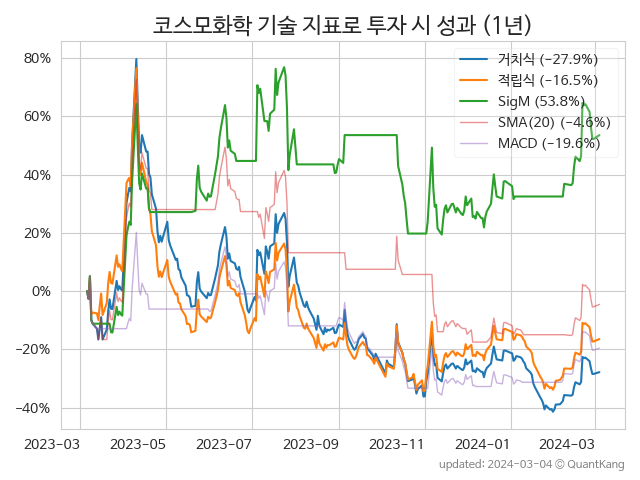 코스모화학 기술 지표로 투자 시 성과 (1년)
거치식 (−27.9%)
적립식 (−16.5%)
SigM (53.8%)
SMA(20) (−4.6%)
MACD (−19.6%)
80%
60%
40%
20%
0%
−20%
−40%
2023-03
2023-05
2023-07
2023-09
2023-11
2024-01
2024-03
updated: 2024-03-04 © QuantKang